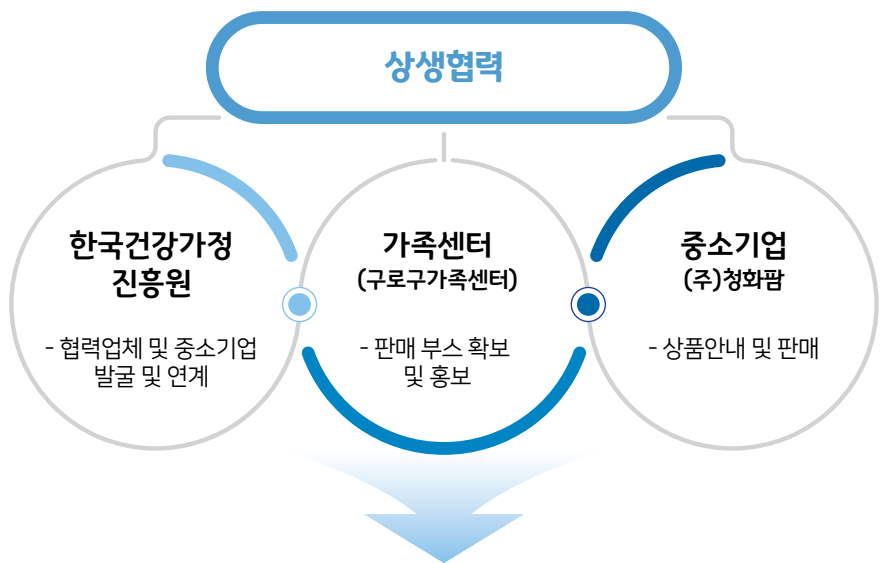 상생협력
한국건강가정
진흥원
- 협력업체 및 중소기업
발굴 및 연계
가족센터
(구로구가족센터)
- 판매 부스 확보
및 홍보
중소기업
(주)청화팜
- 상품안내 및 판매